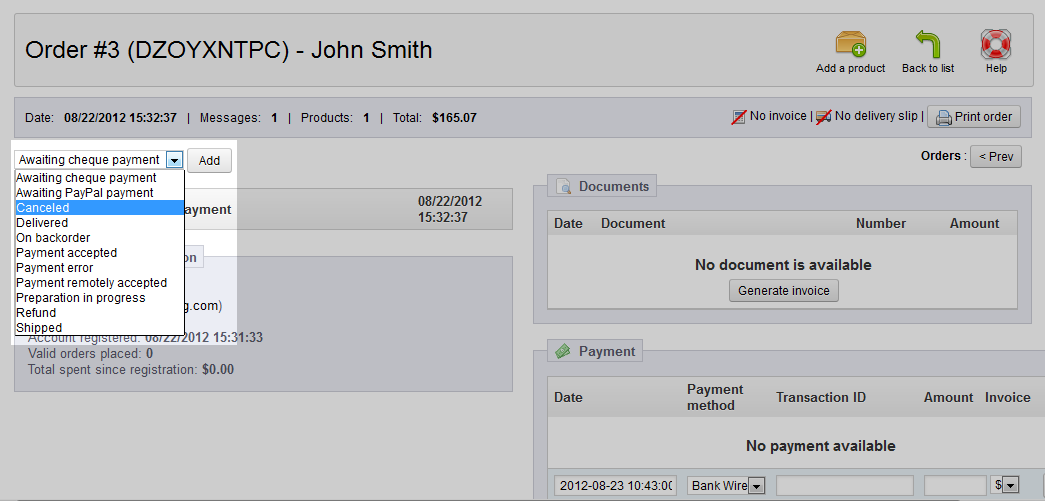 Order #3 (DZOYXNTPC) - John Smith
Add a product
Back to list
Help
Date: 08/22/2012 15:32:37 | Messages: 1 | Products: 1 | Total: $165.07
No invoice | No delivery slip | Print order
Awaiting cheque payment
Add
Orders : < Prev
Awaiting cheque payment
Awaiting PayPal payment
Canceled
Delivered
On backorder
Payment accepted
Payment error
Payment remotely accepted
Preparation in progress
Refund
Shipped
ayment
08/22/2012
15:32:37
on
g.com)
Account registered: 08/22/2012 15:31:33
Valid orders placed: 0
Total spent since registration: $0.00
Documents
Date Document Number Amount
No document is available
Generate invoice
Payment
Date Payment method Transaction ID Amount Invoice
No payment available
2012-08-23 10:43:00 Bank Wire $